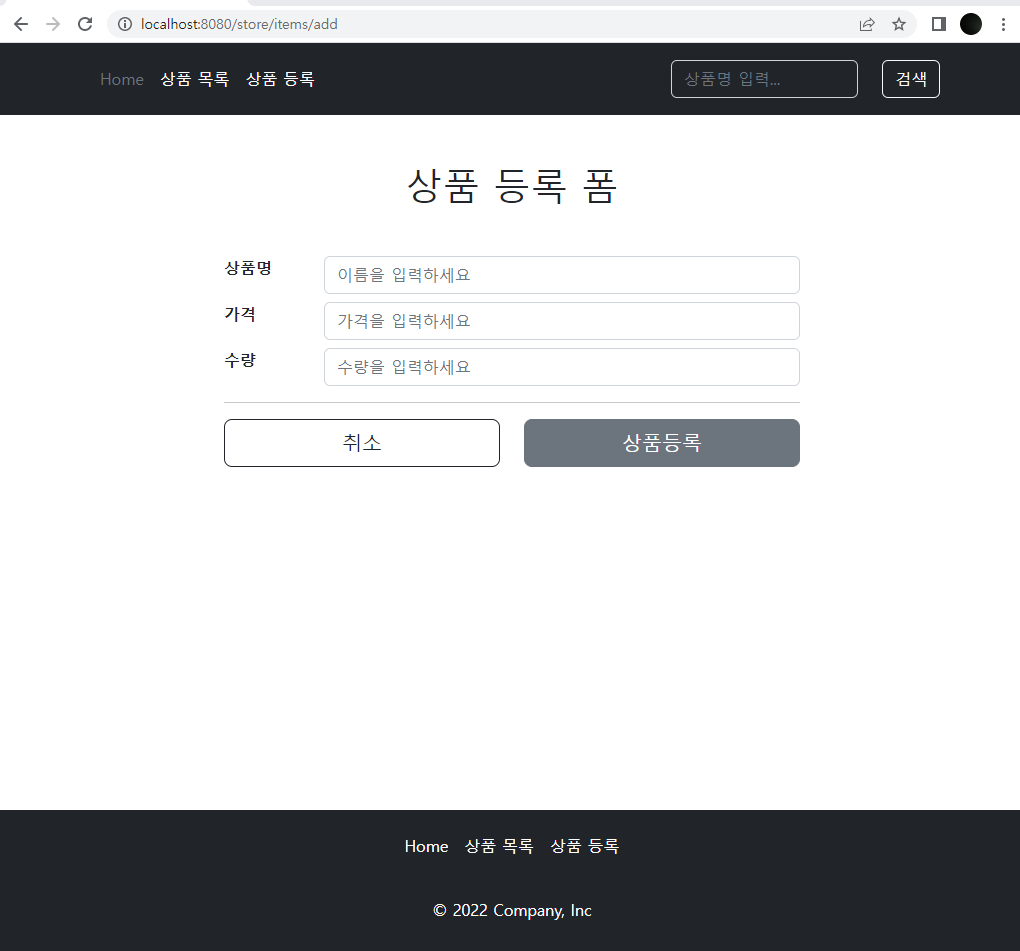 localhost:8080/store/items/add
Home 상품 목록 상품 등록 상품명 입력... 검색
상품 등록 폼
상품명 이름을 입력하세요
가격 가격을 입력하세요
수량 수량을 입력하세요
취소 상품등록
Home 상품 목록 상품 등록
© 2022 Company, Inc